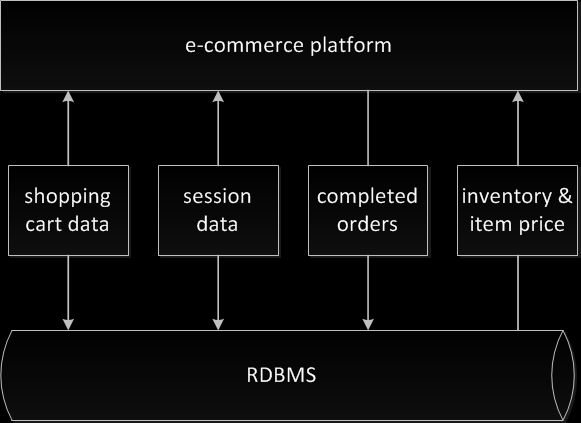 e-commerce platform
shopping
cart data
session
data
completed
orders
inventory &
item price
RDBMS